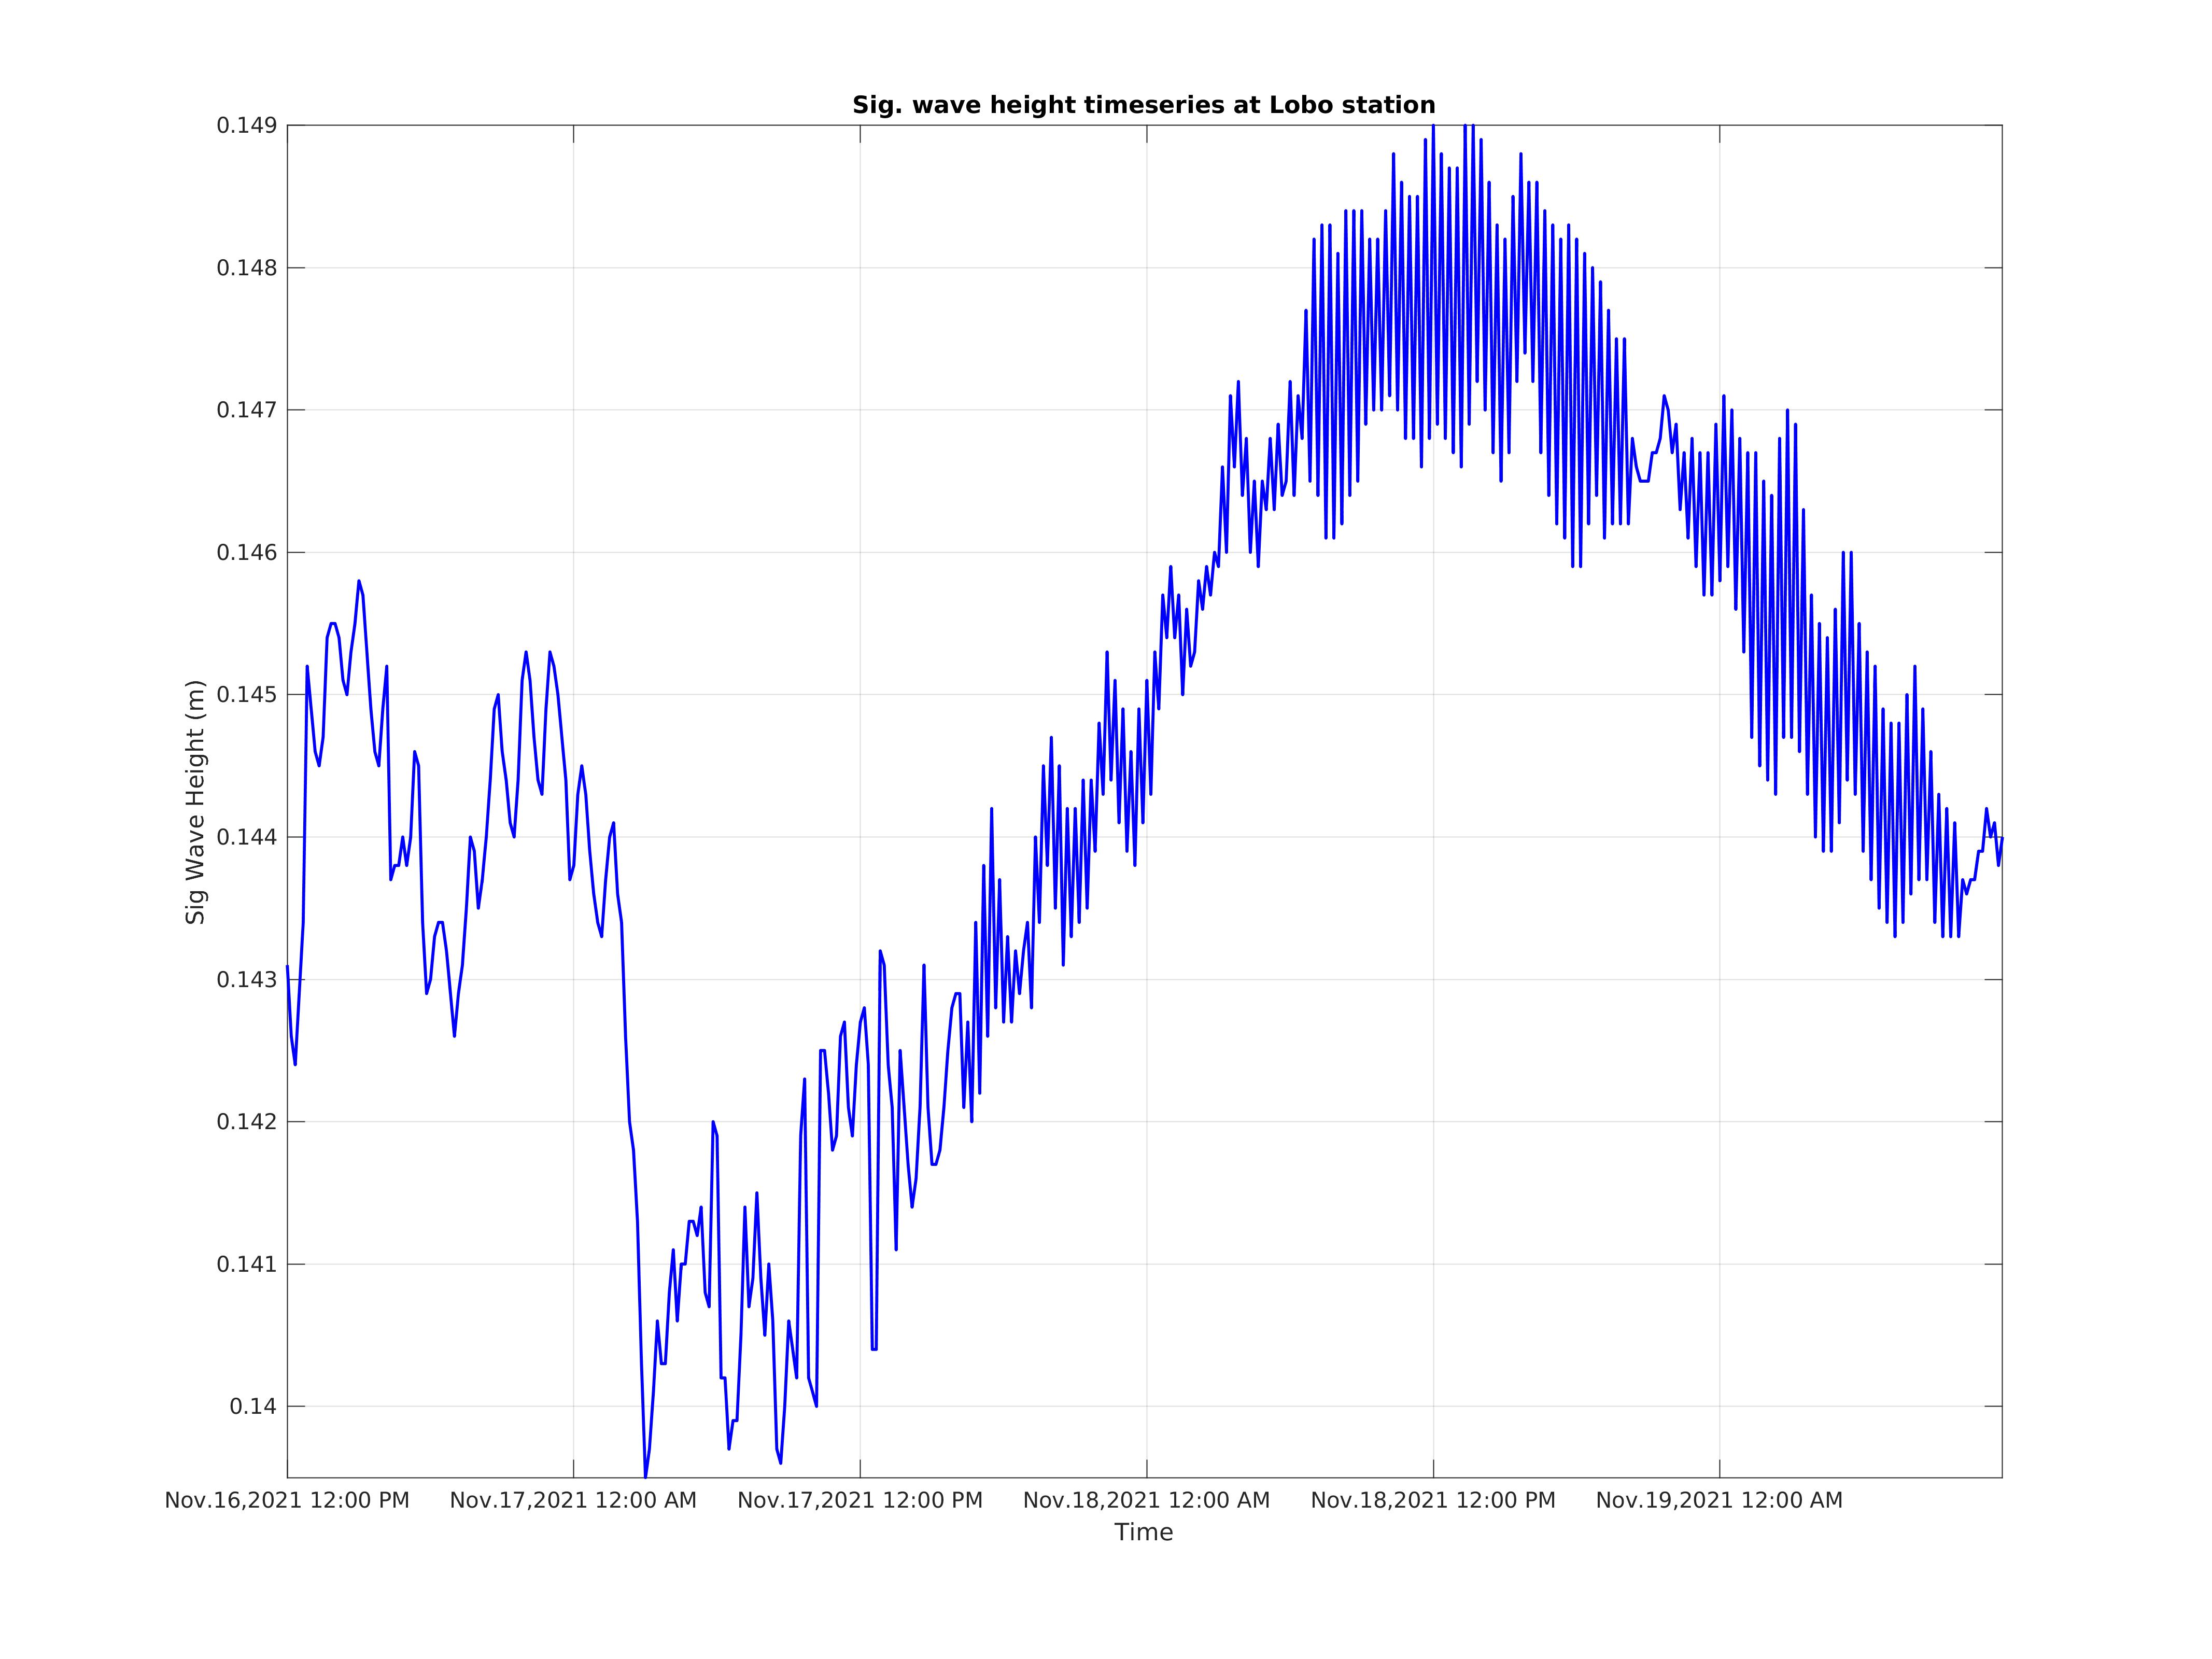 Sig. wave height timeseries at Lobo station
0.149
0.148
0.147
0.146
0.145
0.144
0.143
0.142
0.141
0.14
Sig Wave Height (m)
Nov.16,2021 12:00 PM
Nov.17,2021 12:00 AM
Nov.17,2021 12:00 PM
Nov.18,2021 12:00 AM
Nov.18,2021 12:00 PM
Nov.19,2021 12:00 AM
Time